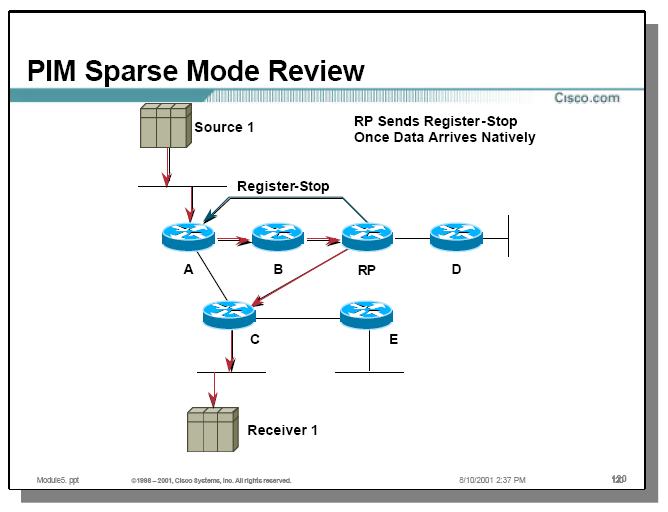 PIM Sparse Mode Review
Cisco.com
Source 1
RP Sends Register-Stop
Once Data Arrives Natively
Register-Stop
A
B
RP
D
C
E
Receiver 1
Module5. ppt
©1998 – 2001, Cisco Systems, Inc. All rights reserved.
8/10/2001 2:37 PM
120